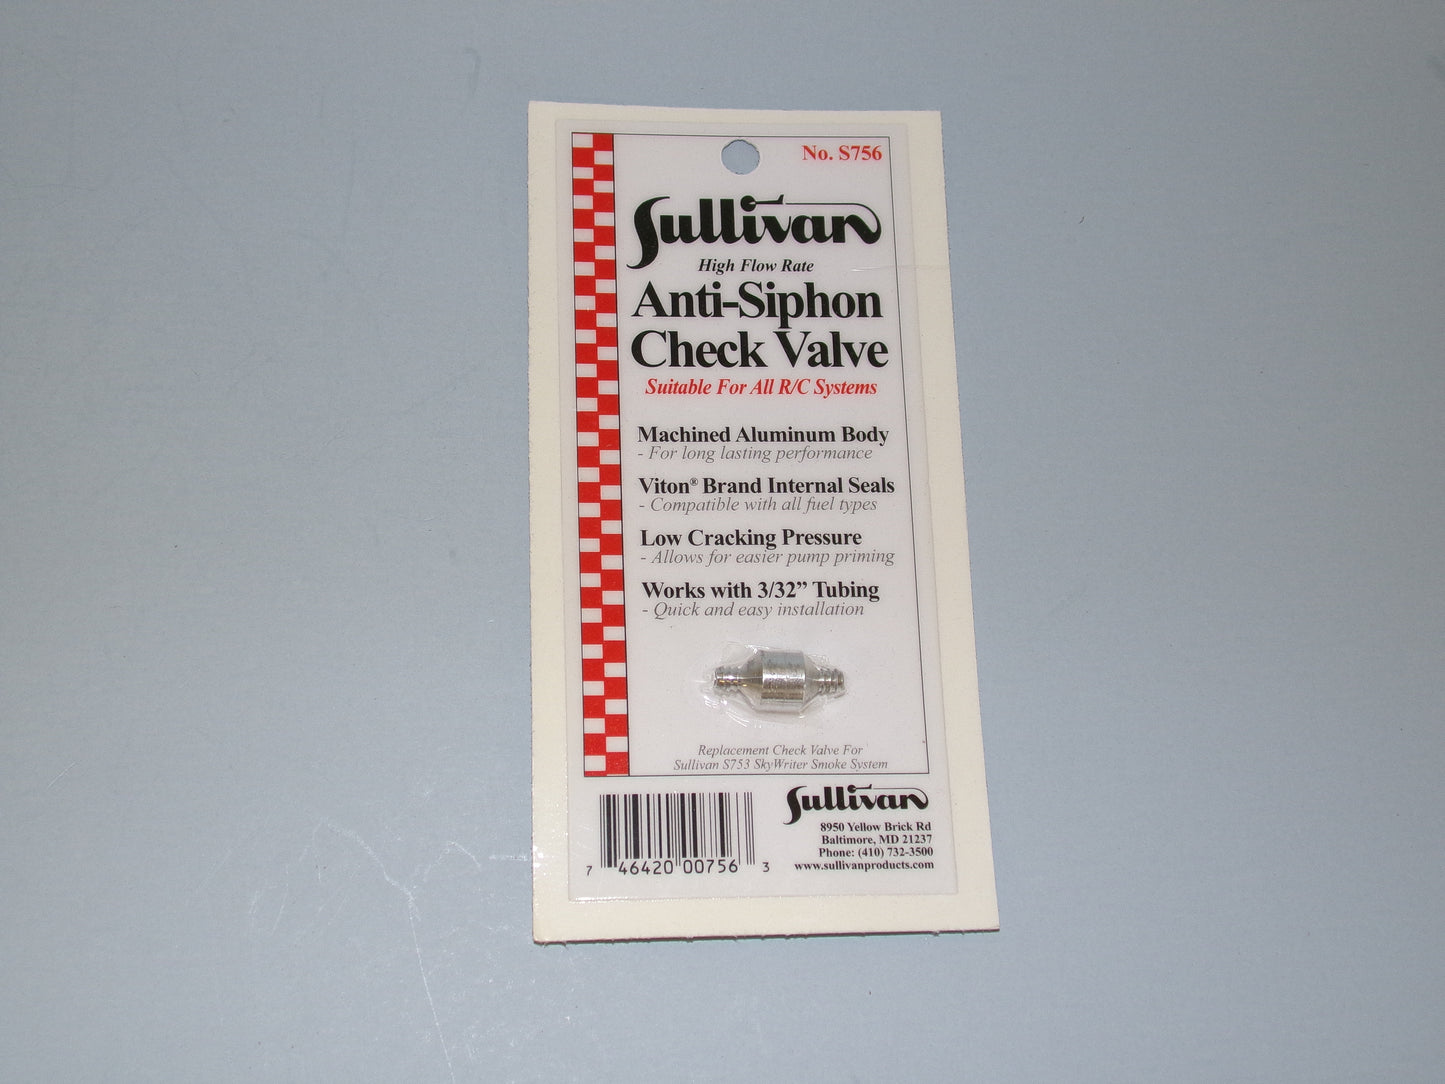 No. S756
Sullivan
High Flow Rate
Anti-Siphon
Check Valve
Suitable For All R/C Systems
Machined Aluminum Body
- For long lasting performance
Viton® Brand Internal Seals
- Compatible with all fuel types
Low Cracking Pressure
- Allows for easier pump priming
Works with 3/32” Tubing
- Quick and easy installation
Replacement Check Valve For
Sullivan S753 SkyWriter Smoke System
Sullivan
8950 Yellow Brick Rd
Baltimore, MD 21237
Phone: (410) 732-3500
www.sullivanproducts.com
7 46420 00756 3